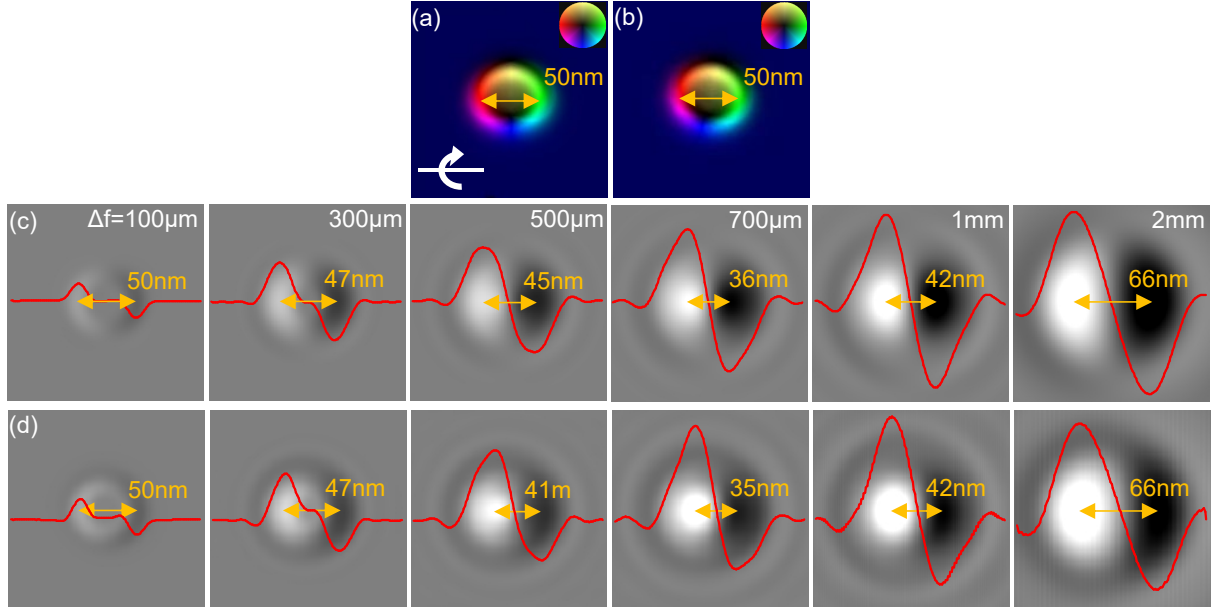 (a)
50nm
(b)
50nm
(c)
Δf=100μm
50nm
300μm
47nm
500μm
45nm
700μm
36nm
1mm
42nm
2mm
66nm
(d)
50nm
47nm
41m
35nm
42nm
66nm